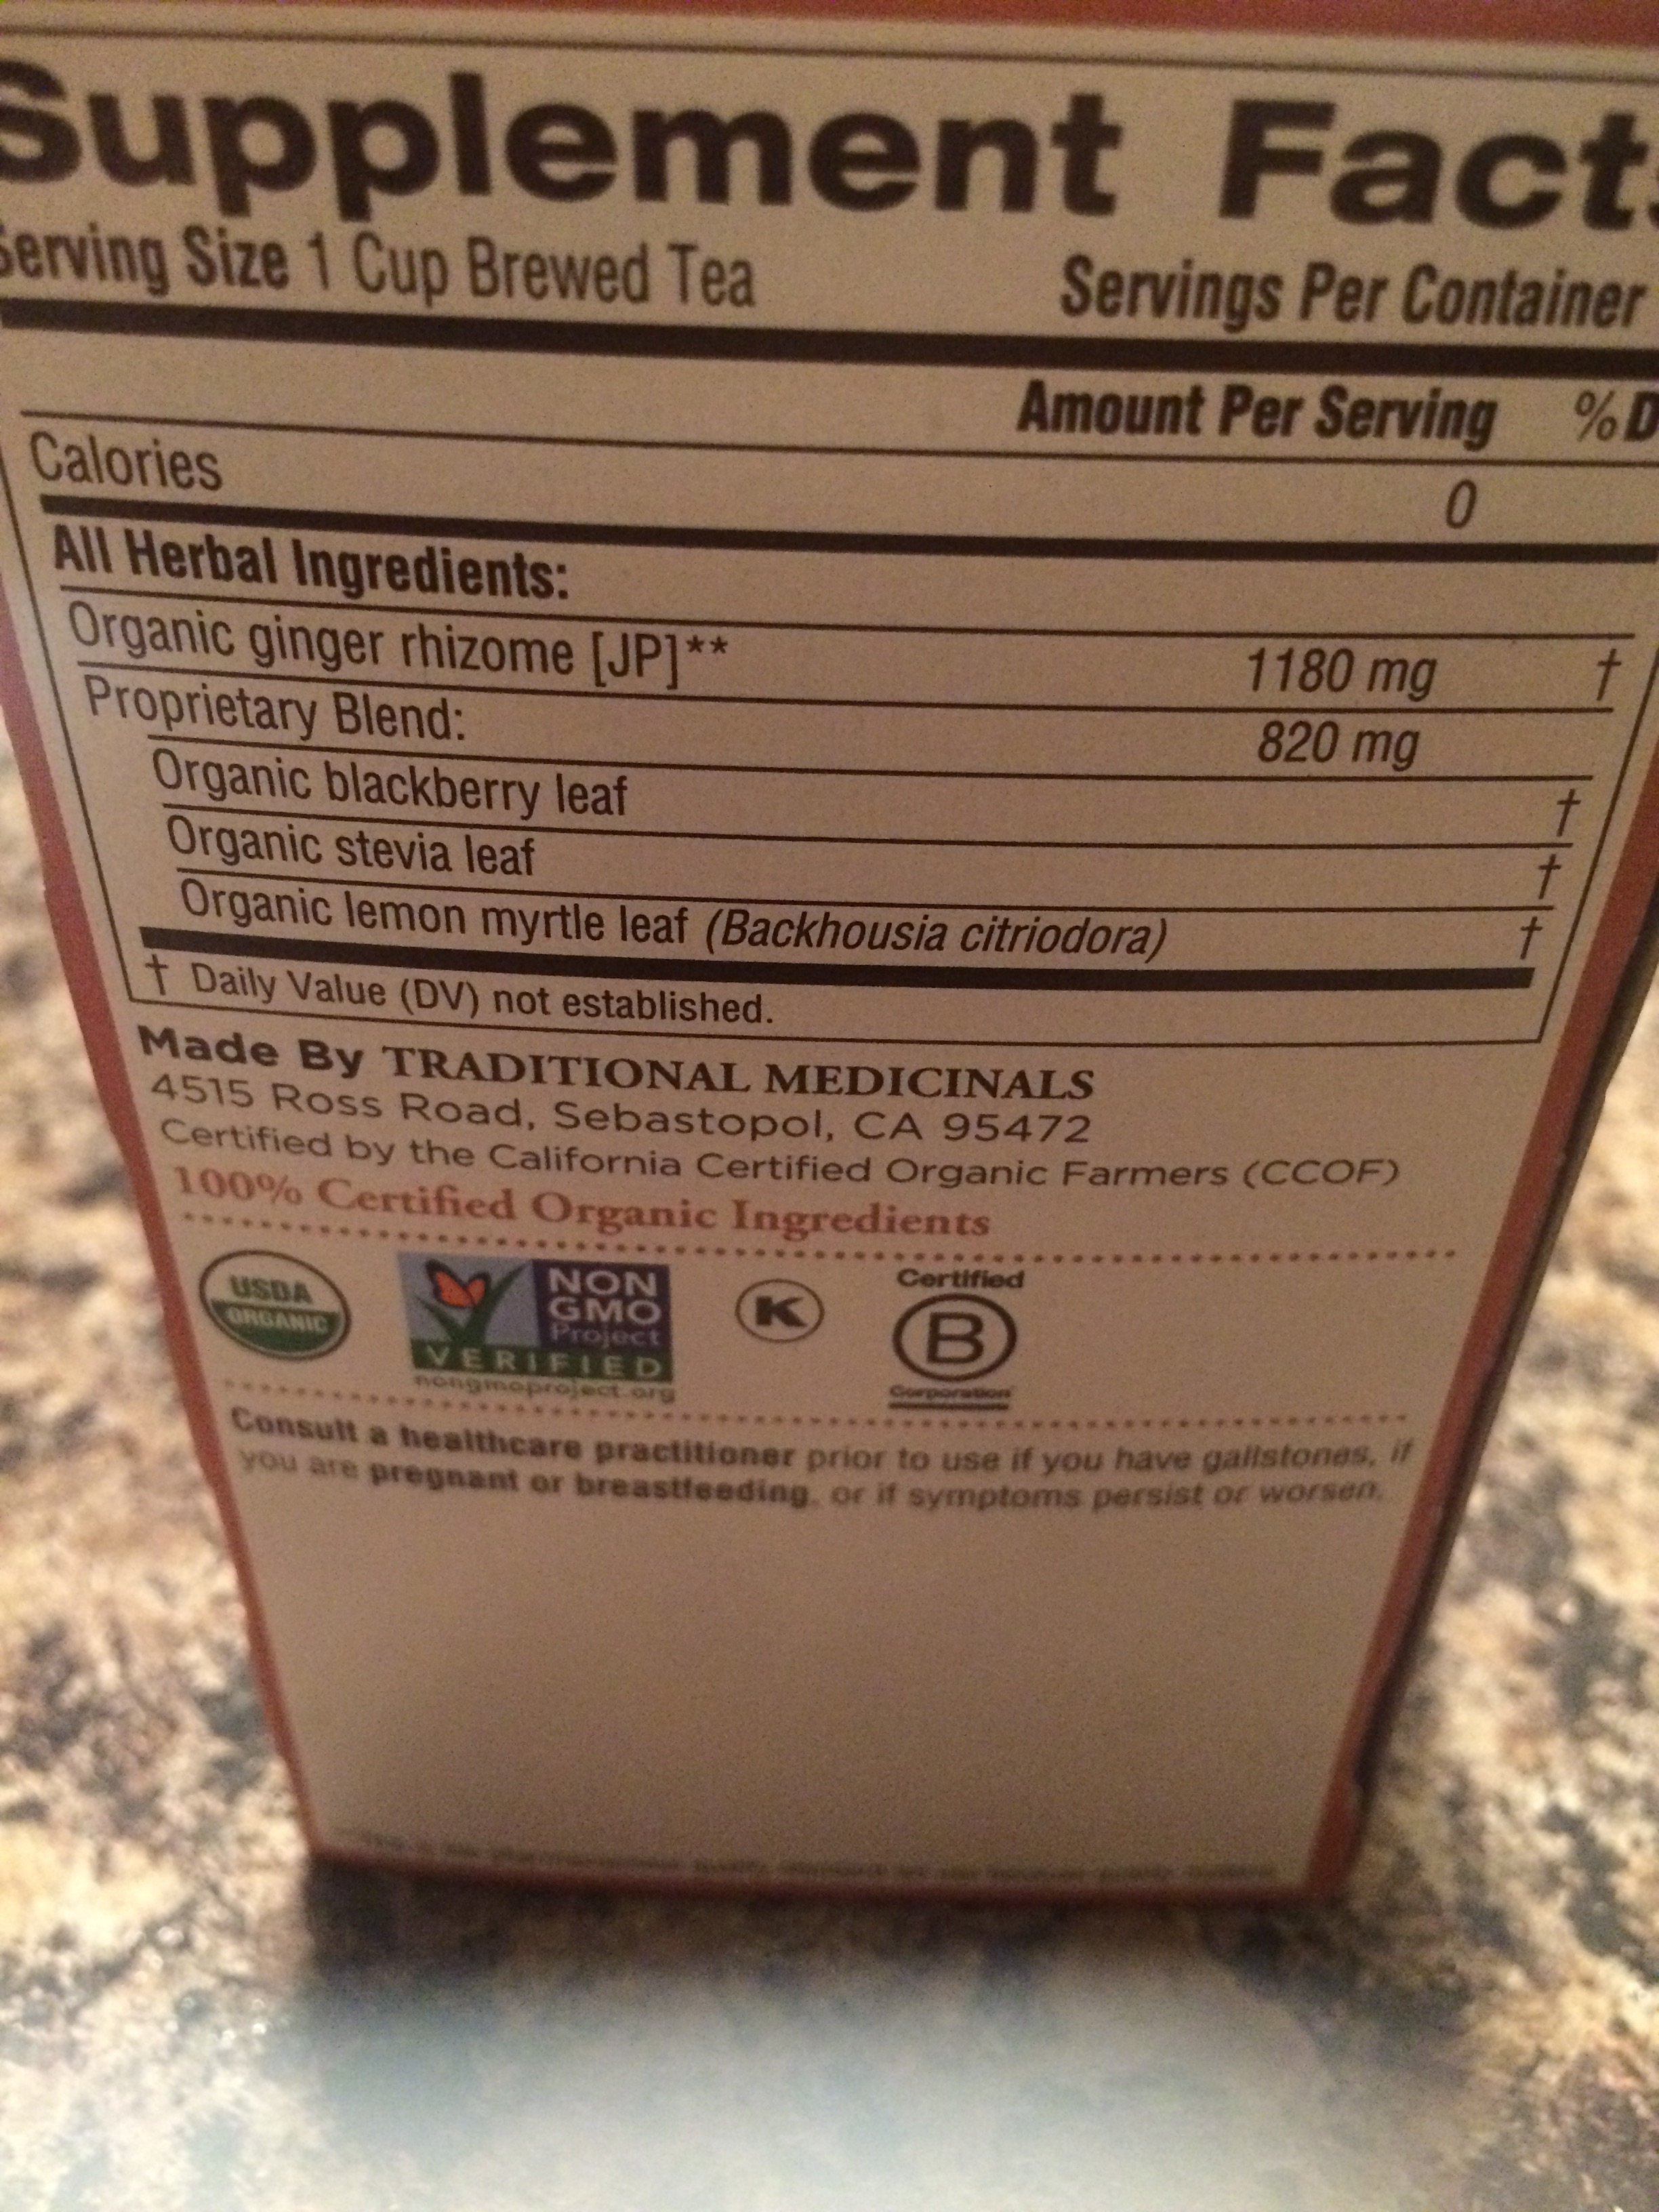 Supplement Facts
Serving Size 1 Cup Brewed Tea Servings Per Container
Amount Per Serving %D
Calories 0
All Herbal Ingredients:
Organic ginger rhizome [JP]** 1180 mg †
Proprietary Blend: 820 mg
Organic blackberry leaf †
Organic stevia leaf †
Organic lemon myrtle leaf (Backhousia citriodora) †
† Daily Value (DV) not established.
Made By TRADITIONAL MEDICINALS
4515 Ross Road, Sebastopol, CA 95472
Certified by the California Certified Organic Farmers (CCOF)
100% Certified Organic Ingredients
USDA
ORGANIC
NON
GMO
Project
VERIFIED
nongmoproject.org
K
Certified
B
Corporation
Consult a healthcare practitioner prior to use if you have gallstones, if
you are pregnant or breastfeeding, or if symptoms persist or worsen.